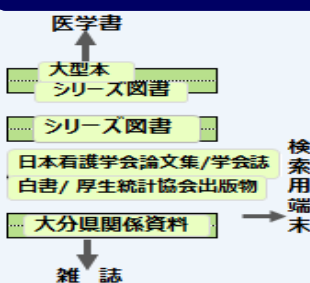 医学書
大型本
シリーズ図書
シリーズ図書
日本看護学会論文集/学会誌
白書/ 厚生統計協会出版物
大分県関係資料
検索用端末
雑 誌